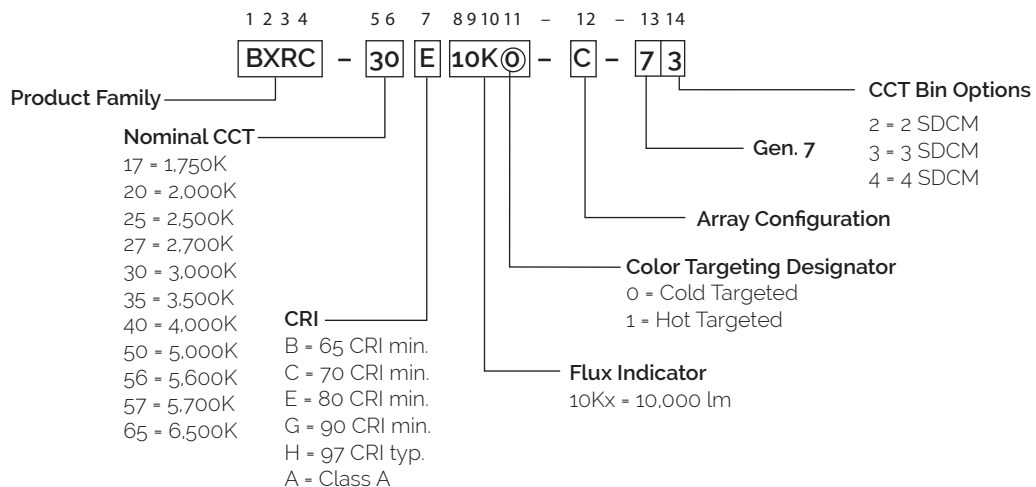 1 2 3 4 5 6 7 8 9 10 11 – 12 – 13 14
BXRC – 30 E 10K0 – C – 7 3
Product Family
Nominal CCT
17 = 1,750K
20 = 2,000K
25 = 2,500K
27 = 2,700K
30 = 3,000K
35 = 3,500K
40 = 4,000K
50 = 5,000K
56 = 5,600K
57 = 5,700K
65 = 6,500K
CRI
B = 65 CRI min.
C = 70 CRI min.
E = 80 CRI min.
G = 90 CRI min.
H = 97 CRI typ.
A = Class A
Flux Indicator
10Kx = 10,000 lm
Color Targeting Designator
0 = Cold Targeted
1 = Hot Targeted
Array Configuration
Gen. 7
CCT Bin Options
2 = 2 SDCM
3 = 3 SDCM
4 = 4 SDCM